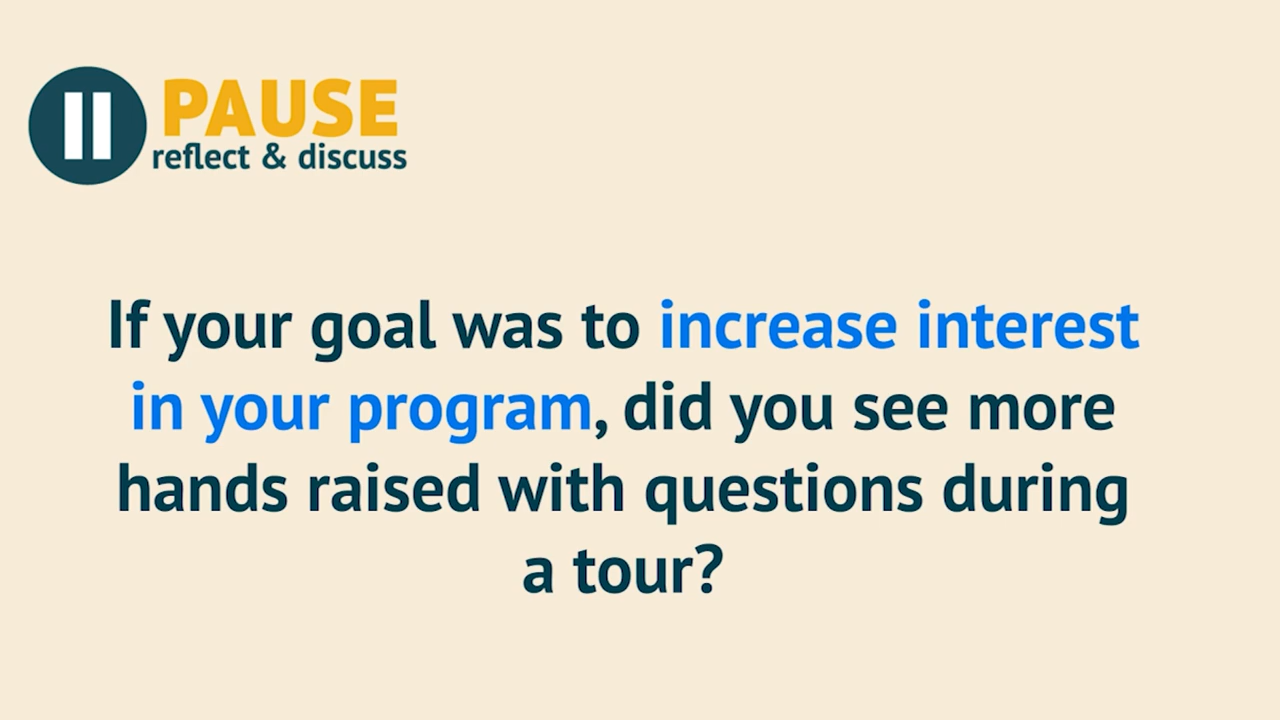 PAUSE
reflect & discuss
If your goal was to increase interest
in your program, did you see more
hands raised with questions during
a tour?